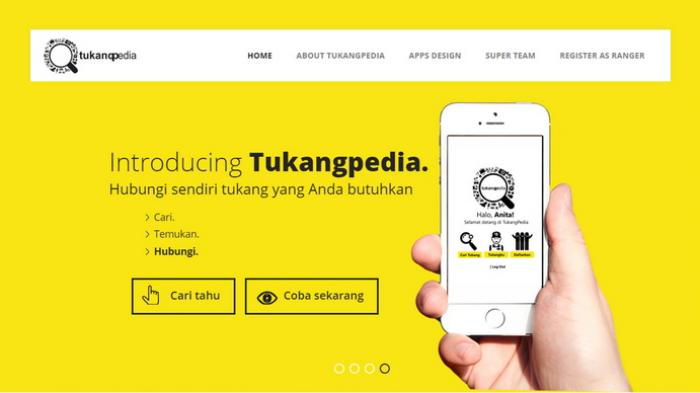 tukangpedia
HOME
ABOUT TUKANGPEDIA
APPS DESIGN
SUPER TEAM
REGISTER AS RANGER
Introducing Tukangpedia.
Hubungi sendiri tukang yang Anda butuhkan
Cari.
Temukan.
Hubungi.
Cari tahu
Coba sekarang
tukangpedia
Halo, Anita!
Selamat datang di TukangPedia
Cari Tukang
Tukangku
Daftarkan
| Log Out